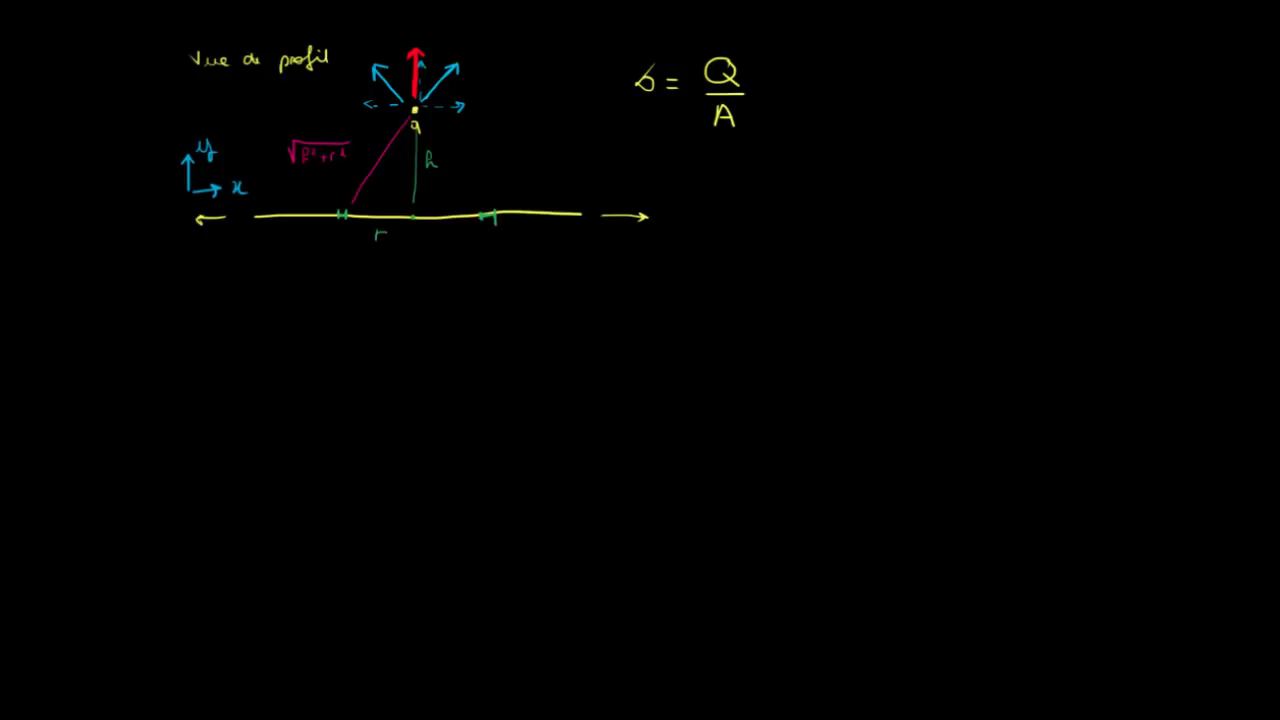 Vue de profil
σ = Q/A
q
√h²+r²
y
h
x
r